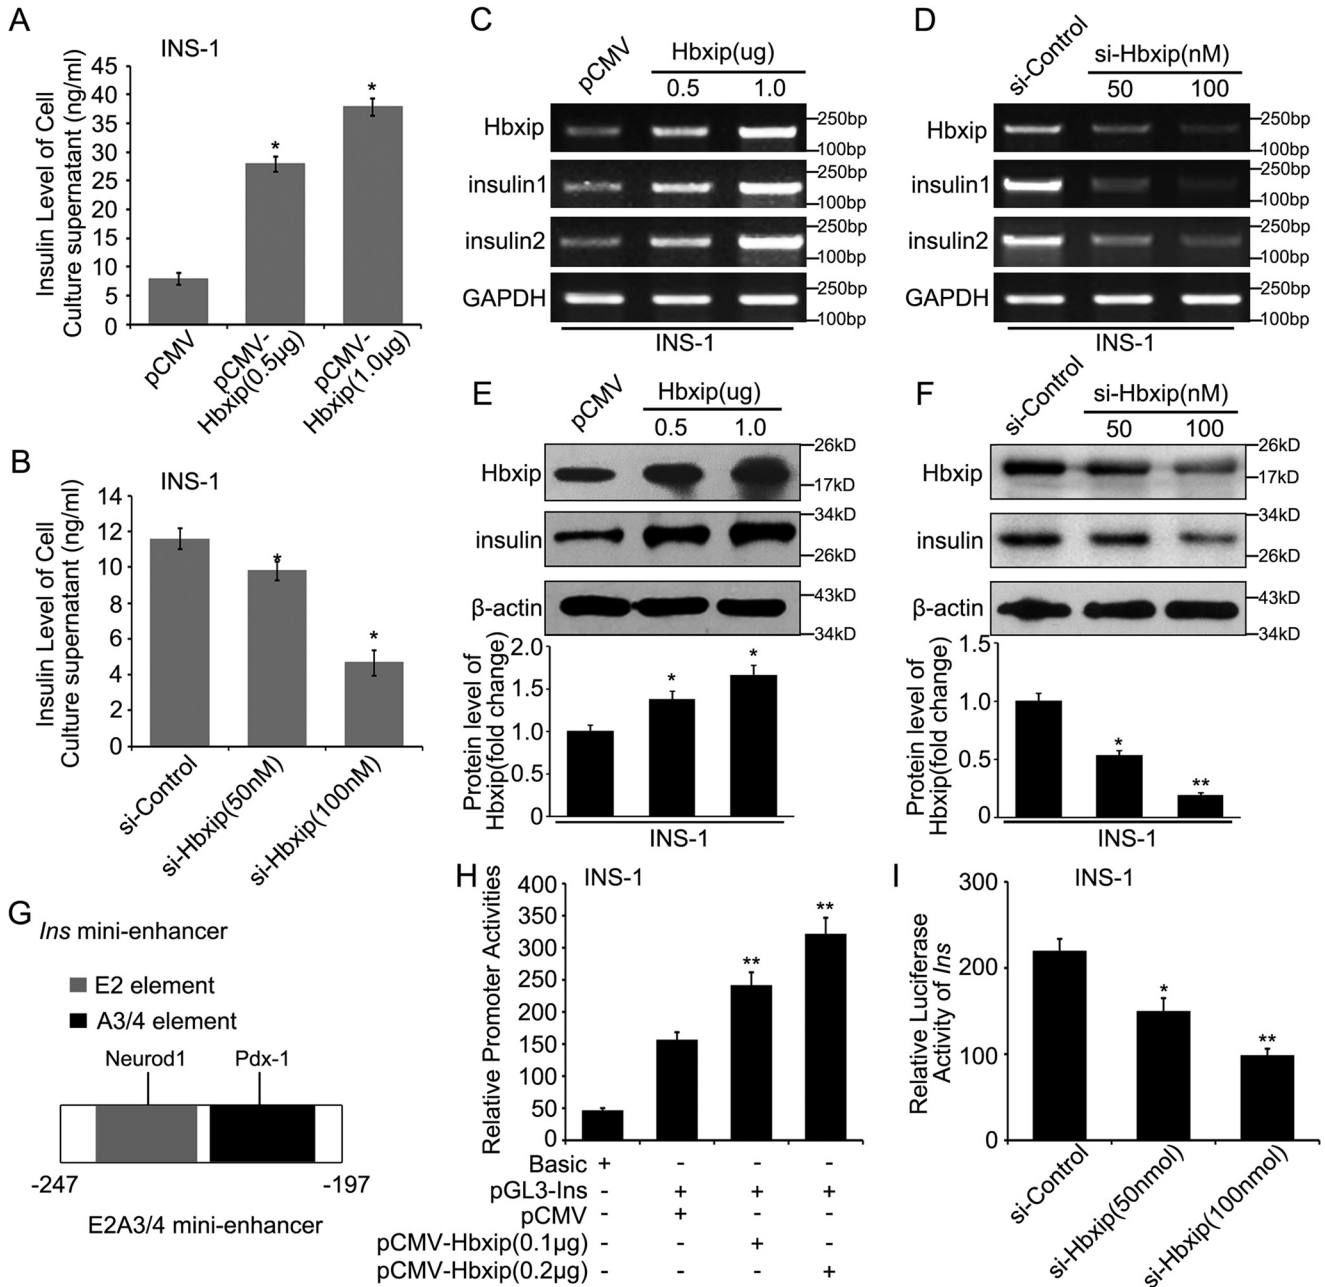 A
INS-1
Insulin Level of Cell
Culture supernatant (ng/ml)
45
40
35
30
25
20
15
10
5
0
*
*
pCMV
pCMV-
Hbxip(0.5µg)
pCMV-
Hbxip(1.0µg)
B
INS-1
Insulin Level of Cell
Culture supernatant (ng/ml)
14
12
10
8
6
4
2
0
*
*
si-Control
si-Hbxip(50nM)
si-Hbxip(100nM)
C
pCMV
Hbxip(ug)
0.5 1.0
Hbxip
250bp
100bp
insulin1
250bp
100bp
insulin2
250bp
100bp
GAPDH
250bp
100bp
INS-1
D
si-Control
si-Hbxip(nM)
50 100
Hbxip
250bp
100bp
insulin1
250bp
100bp
insulin2
250bp
100bp
GAPDH
250bp
100bp
INS-1
E
pCMV
Hbxip(ug)
0.5 1.0
Hbxip
26kD
17kD
insulin
34kD
26kD
β-actin
43kD
34kD
Protein level of
Hbxip(fold change)
2.0
1.5
1.0
0.5
0
*
*
INS-1
F
si-Control
si-Hbxip(nM)
50 100
Hbxip
26kD
17kD
insulin
34kD
26kD
β-actin
43kD
34kD
Protein level of
Hbxip(fold change)
1.5
1.0
0.5
0
*
**
INS-1
G
Ins mini-enhancer
E2 element
A3/4 element
Neurod1 Pdx-1
-247 -197
E2A3/4 mini-enhancer
H
INS-1
Relative Promoter Activities
400
350
300
250
200
150
100
50
0
**
**
Basic + - - -
pGL3-Ins - + + +
pCMV - + - -
pCMV-Hbxip(0.1µg) - - + -
pCMV-Hbxip(0.2µg) - - - +
I
INS-1
Relative Luciferase
Activity of Ins
300
200
100
0
*
**
si-Control
si-Hbxip(50nmol)
si-Hbxip(100nmol)